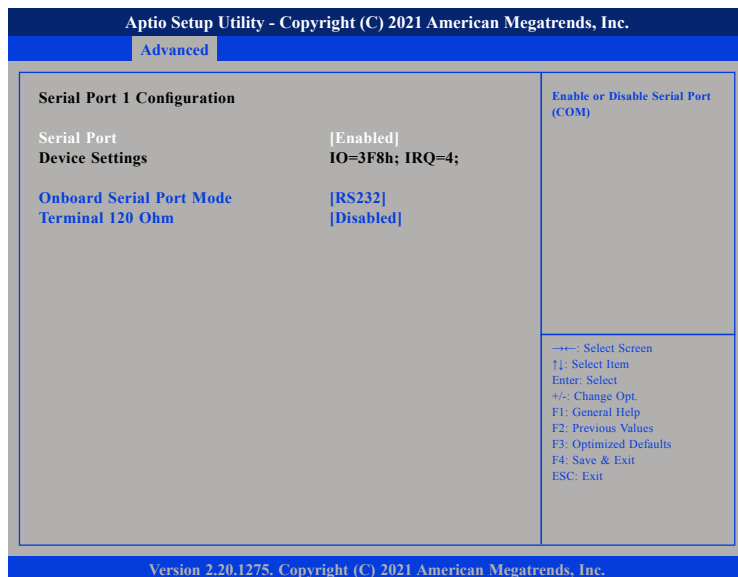 Aptio Setup Utility - Copyright (C) 2021 American Megatrends, Inc.
Advanced
Serial Port 1 Configuration
Serial Port [Enabled]
Device Settings IO=3F8h; IRQ=4;
Onboard Serial Port Mode [RS232]
Terminal 120 Ohm [Disabled]
Enable or Disable Serial Port
(COM)
→←: Select Screen
↑↓: Select Item
Enter: Select
+/-: Change Opt.
F1: General Help
F2: Previous Values
F3: Optimized Defaults
F4: Save & Exit
ESC: Exit
Version 2.20.1275. Copyright (C) 2021 American Megatrends, Inc.